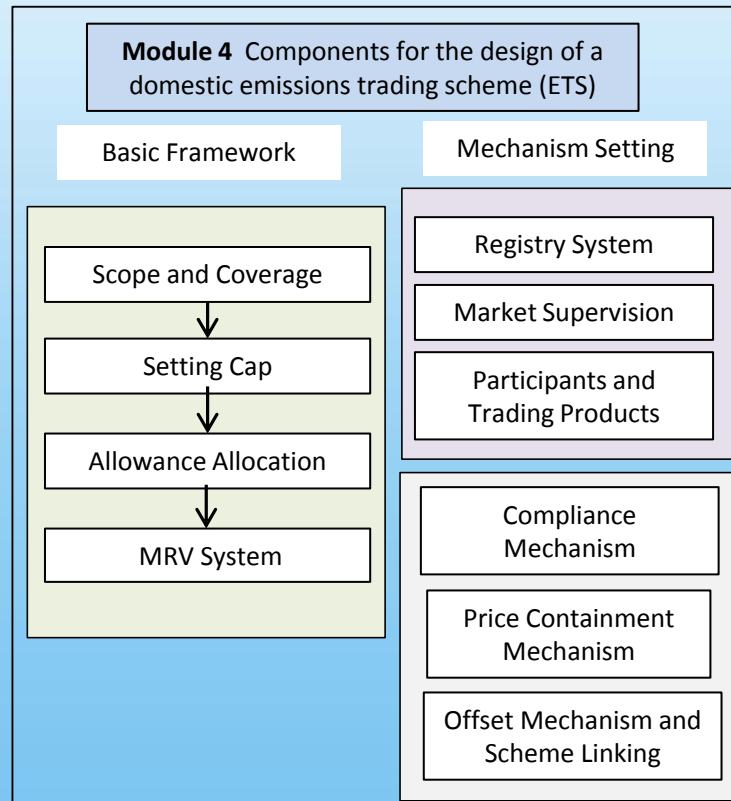 Module 4 Components for the design of a
domestic emissions trading scheme (ETS)
Basic Framework
Scope and Coverage
Setting Cap
Allowance Allocation
MRV System
Mechanism Setting
Registry System
Market Supervision
Participants and
Trading Products
Compliance
Mechanism
Price Containment
Mechanism
Offset Mechanism and
Scheme Linking